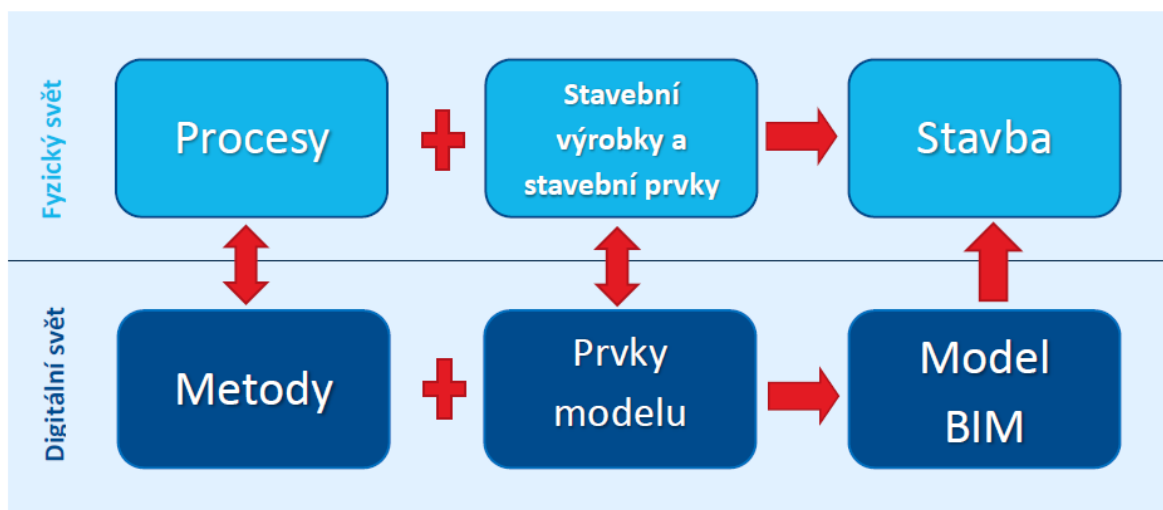 Fyzický svět
Procesy
Stavební
výrobky a
stavební prvky
Stavba
Digitální svět
Metody
Prvky
modelu
Model
BIM